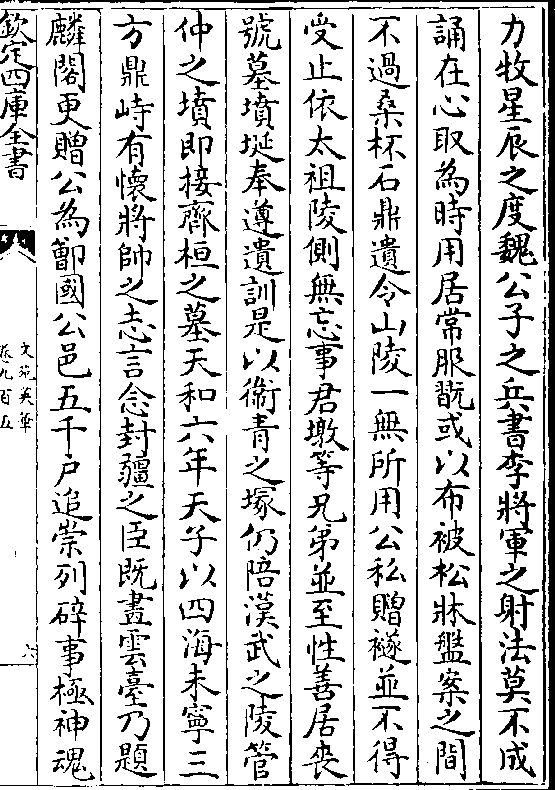 力牧星辰之度魏公子之兵書李將軍之射法莫不成
誦在心取為時用居常服翫或以布被松牀盤案之間
不過桑杯石鼎遺令山陵一無所用公私贈襚並不得
受止依太祖陵側無忘事君墩等兄弟並至性善居喪
號墓墳埏奉遵遺訓是以衞青之塚仍陪漢武之陵管
仲之墳即接齊桓之墓天和六年天子以四海未寧三
方鼎峙有懷將帥之志言念封疆之臣既畫雲臺乃題
麟閣更贈公為鄫國公邑五千户追崇列碎事極神魂
欽定四庫全書
文苑英華
卷九百五
六